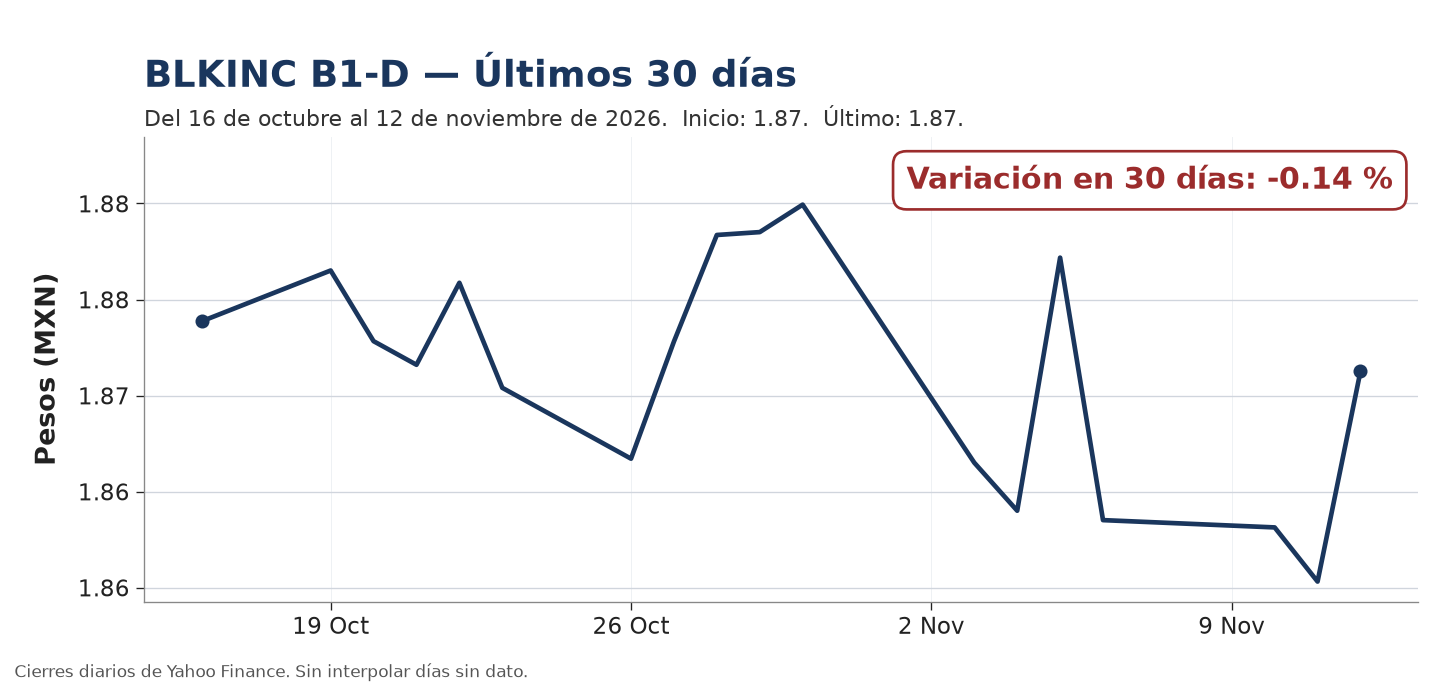 BLKINC B1-D — Últimos 30 días
Del 16 de octubre al 12 de noviembre de 2026.  Inicio: 1.87.  Último: 1.87.
Variación en 30 días: -0.14 %
Pesos (MXN)
1.88
1.88
1.87
1.86
1.86
19 Oct
26 Oct
2 Nov
9 Nov
Cierres diarios de Yahoo Finance. Sin interpolar días sin dato.